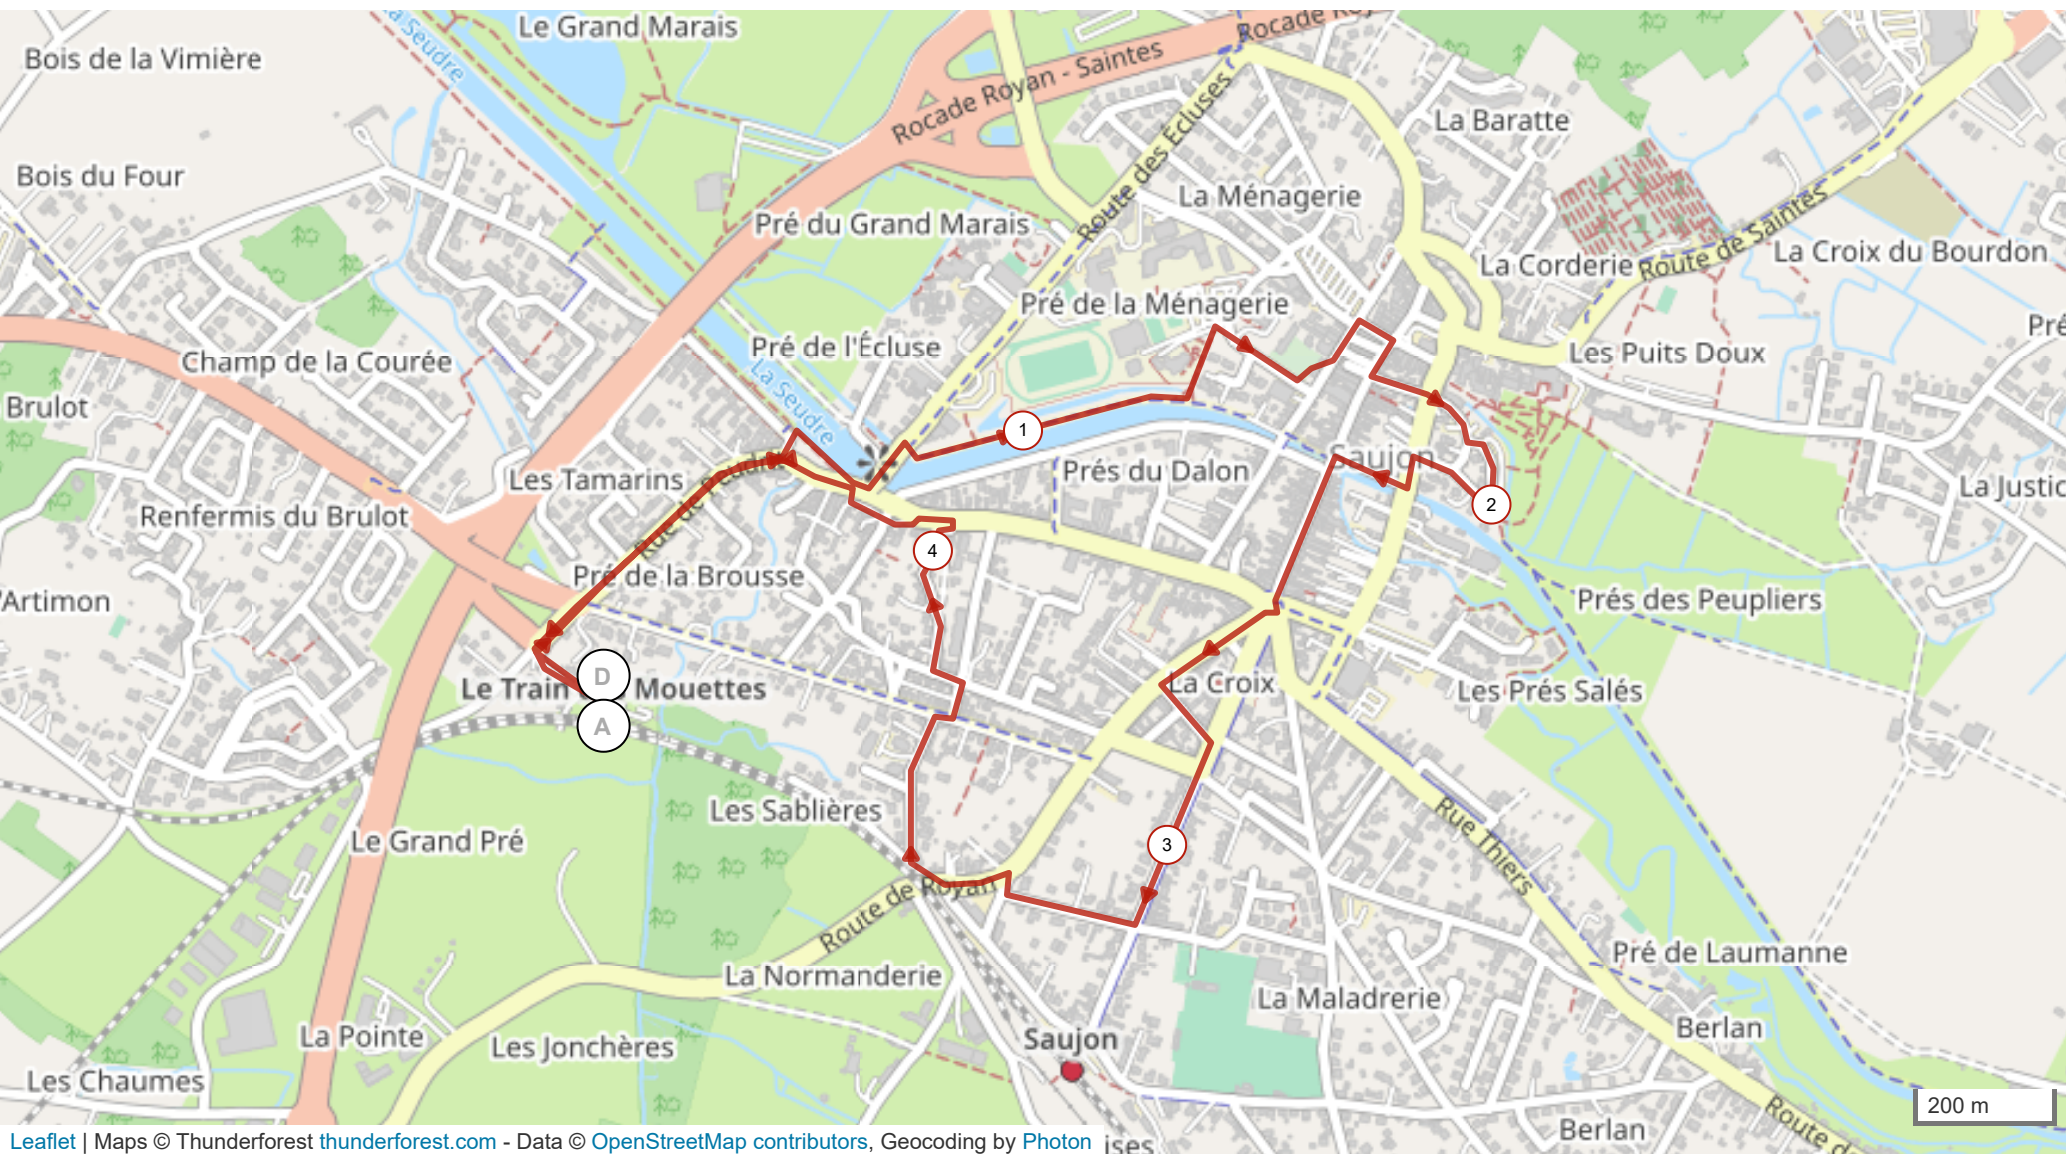 Le Grand Marais
Rocade
La Seudre
Bois de la Vimière
Rocade Royan - Saintes
La Baratte
Bois du Four
Route des Écluses
La Ménagerie
Pré du Grand Marais
Route de Saintes
La Croix du Bourdon
La Corderie
Pré de la Ménagerie
Pré
Pré de l'Écluse
Les Puits Doux
Champ de la Courée
La Seudre
Brulot
1
Saujon
Prés du Dalon
Les Tamarins
La Justic
2
Renfermis du Brulot
Rue de
4
Pré de la Brousse
'Artimon
Prés des Peupliers
D
Le Train
Mouettes
La Croix
Les Prés Salés
A
Les Sablières
Rue Thiers
Le Grand Pré
3
Route de Royan
Pré de Laumanne
La Normanderie
La Maladrerie
Berlan
La Pointe
Saujon
Les Jonchères
Les Chaumes
200 m
Route d
Berlan
ises
Leaflet | Maps © Thunderforest thunderforest.com - Data © OpenStreetMap contributors, Geocoding by Photon